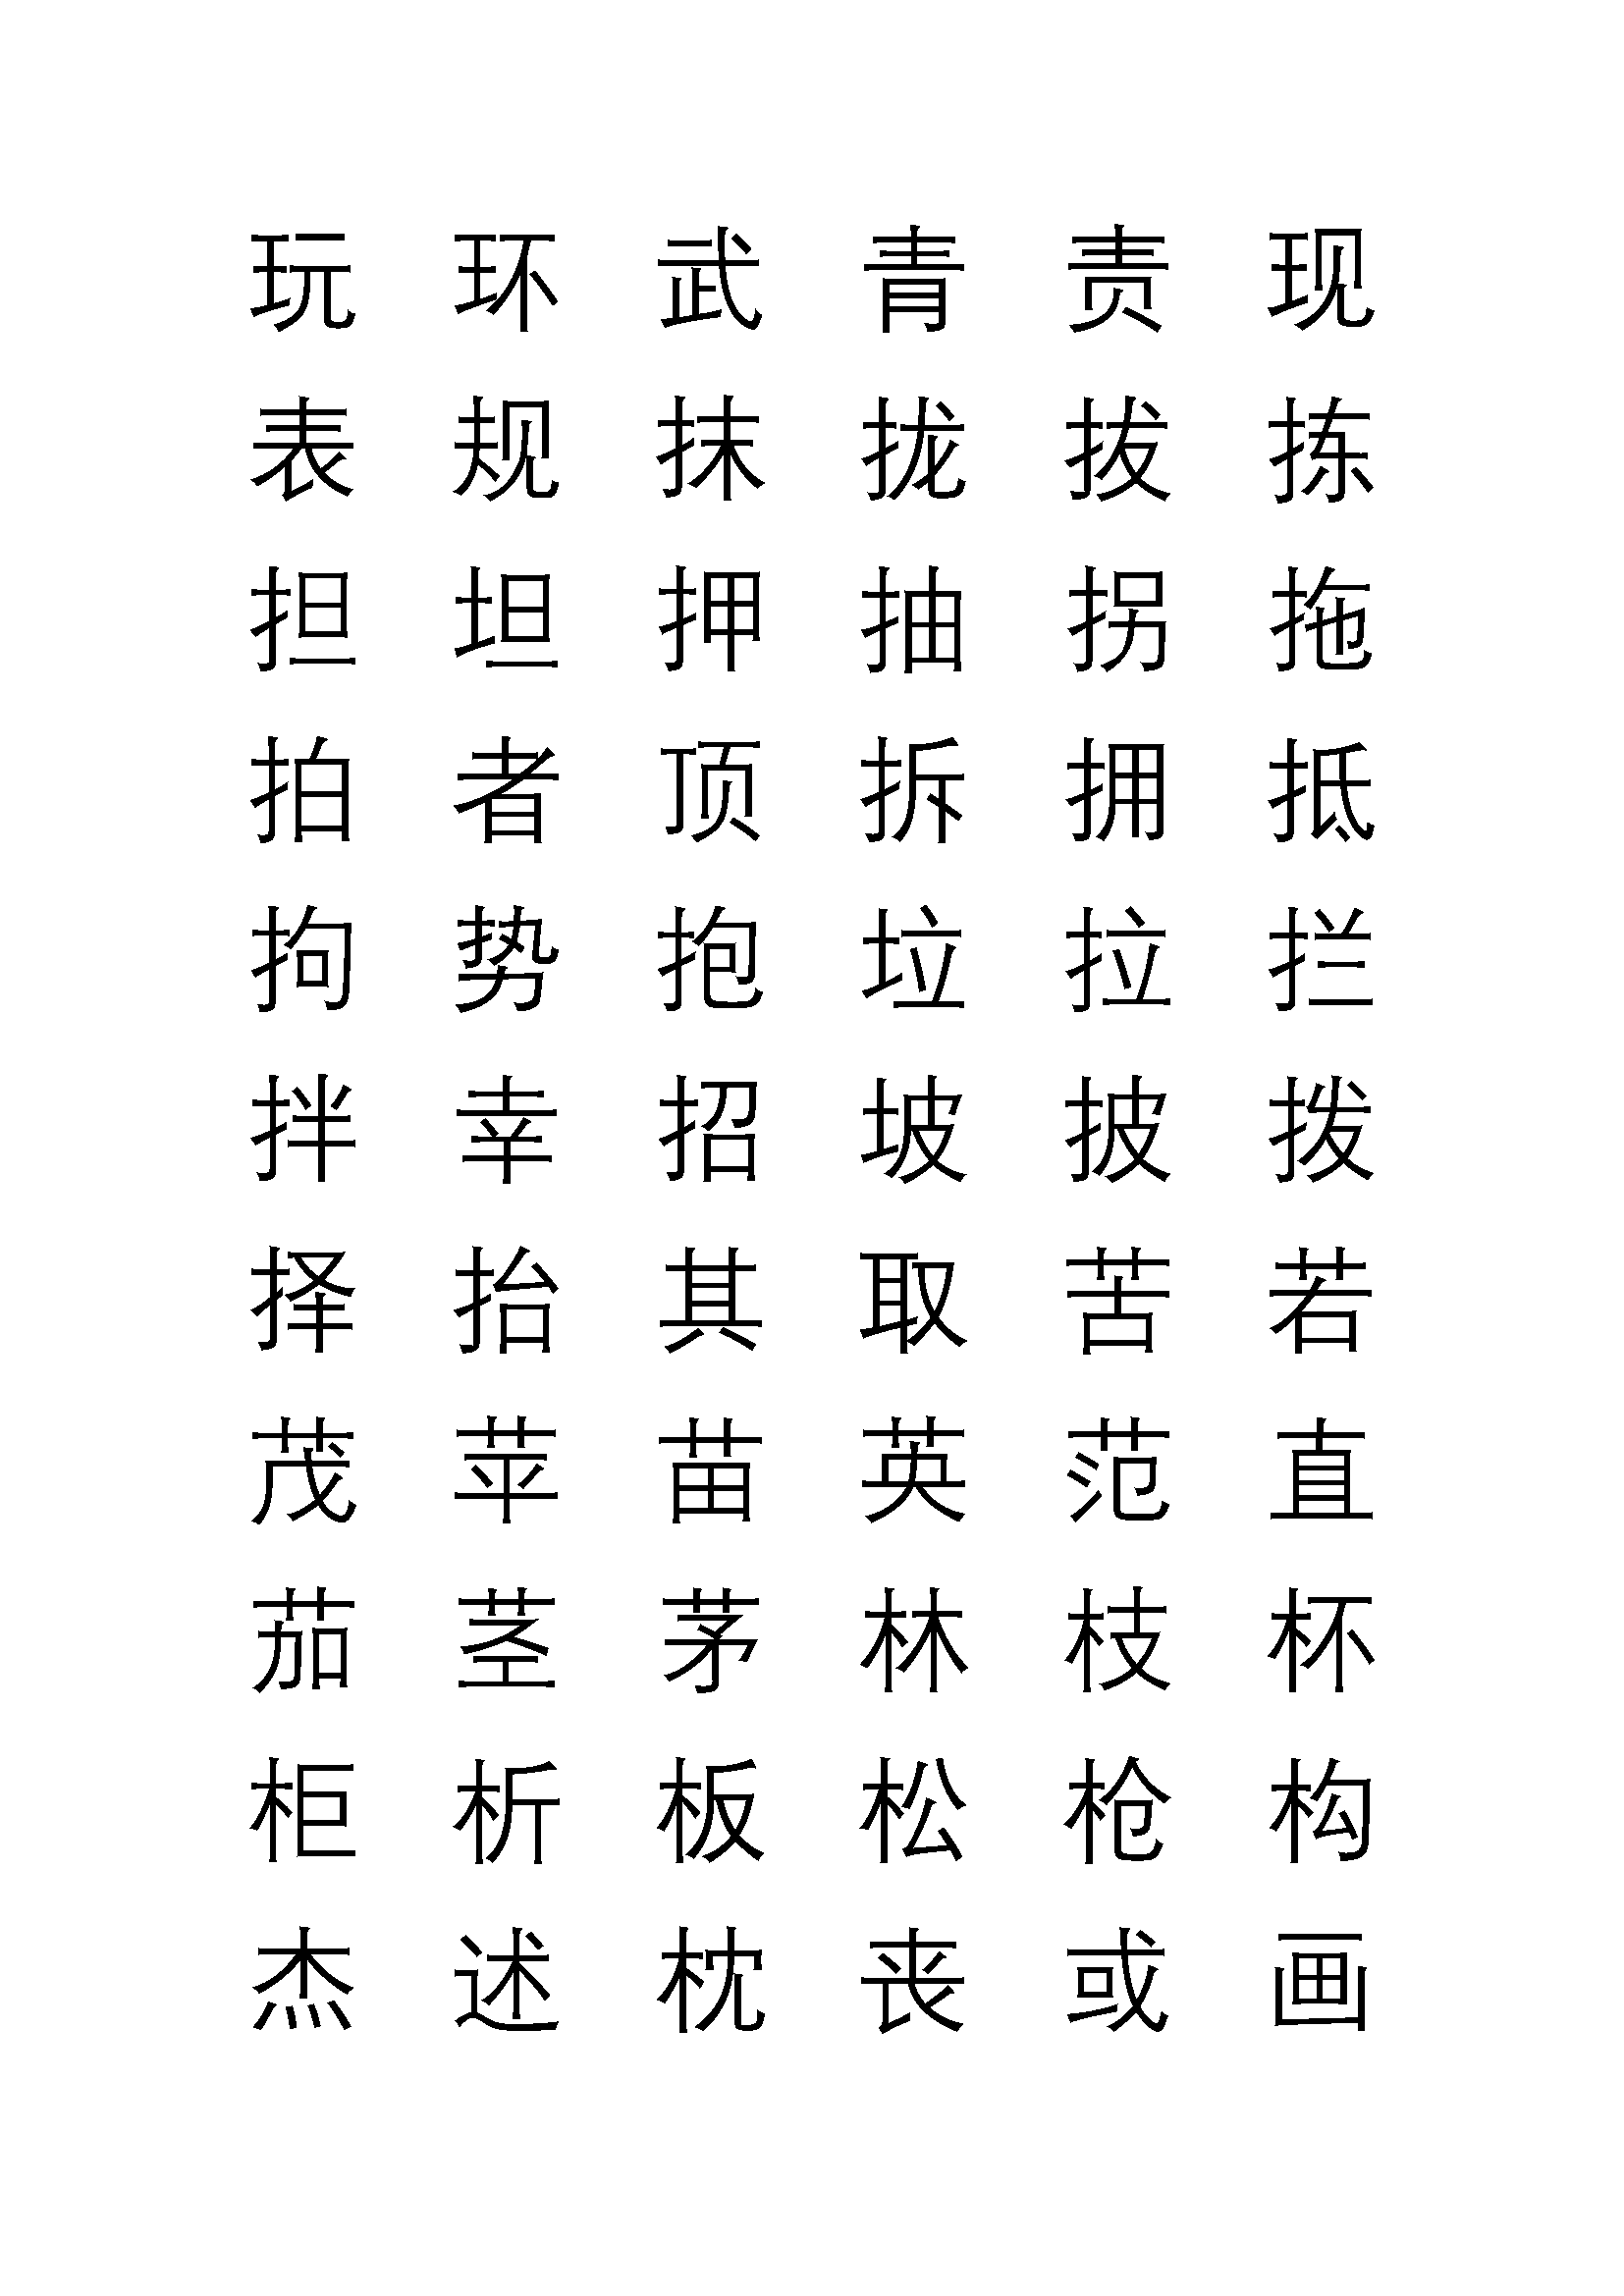 玩 环 武 青 责 现
表 规 抹 拢 拔 拣
担 坦 押 抽 拐 拖
拍 者 顶 拆 拥 抵
拘 势 抱 垃 拉 拦
拌 幸 招 坡 披 拨
择 抬 其 取 苦 若
茂 苹 苗 英 范 直
茄 茎 茅 林 枝 杯
柜 析 板 松 枪 构
杰 述 枕 丧 或 画